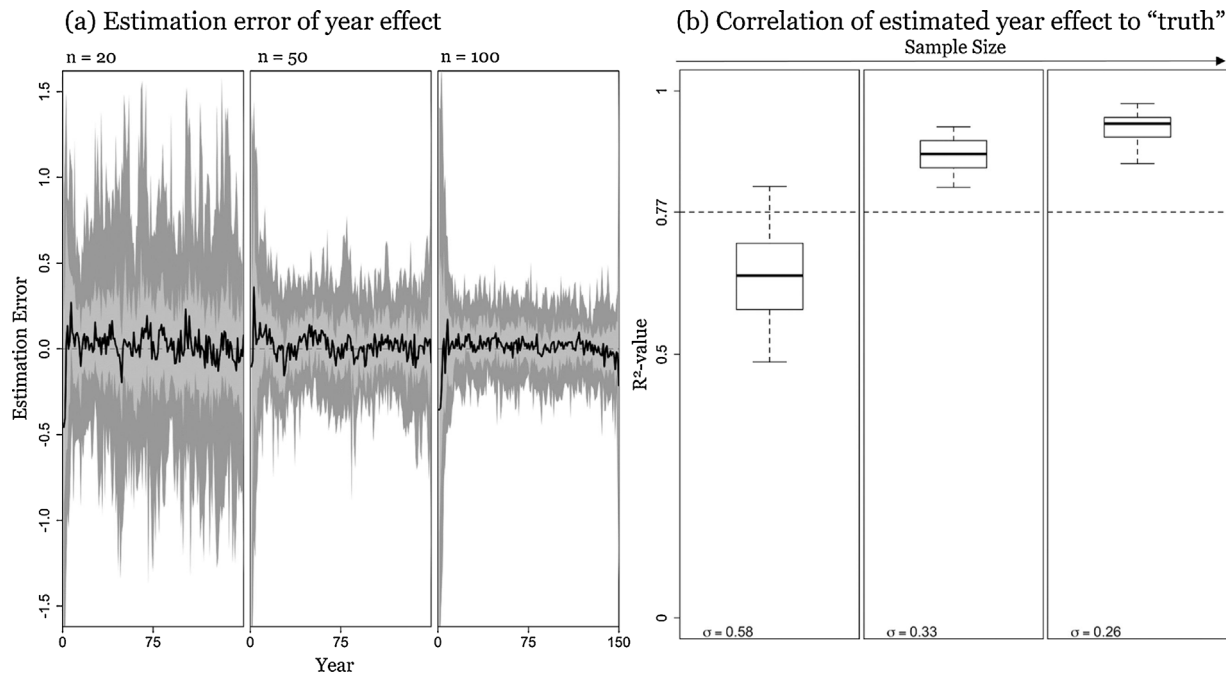 (a) Estimation error of year effect
n = 20 n = 50 n = 100
1.5
1.0
0.5
0.0
-0.5
-1.0
-1.5
Estimation Error
0 75 0 75 0 75 150
Year
(b) Correlation of estimated year effect to “truth”
Sample Size
1
0.77
0.5
0
R²-value
σ = 0.58 σ = 0.33 σ = 0.26